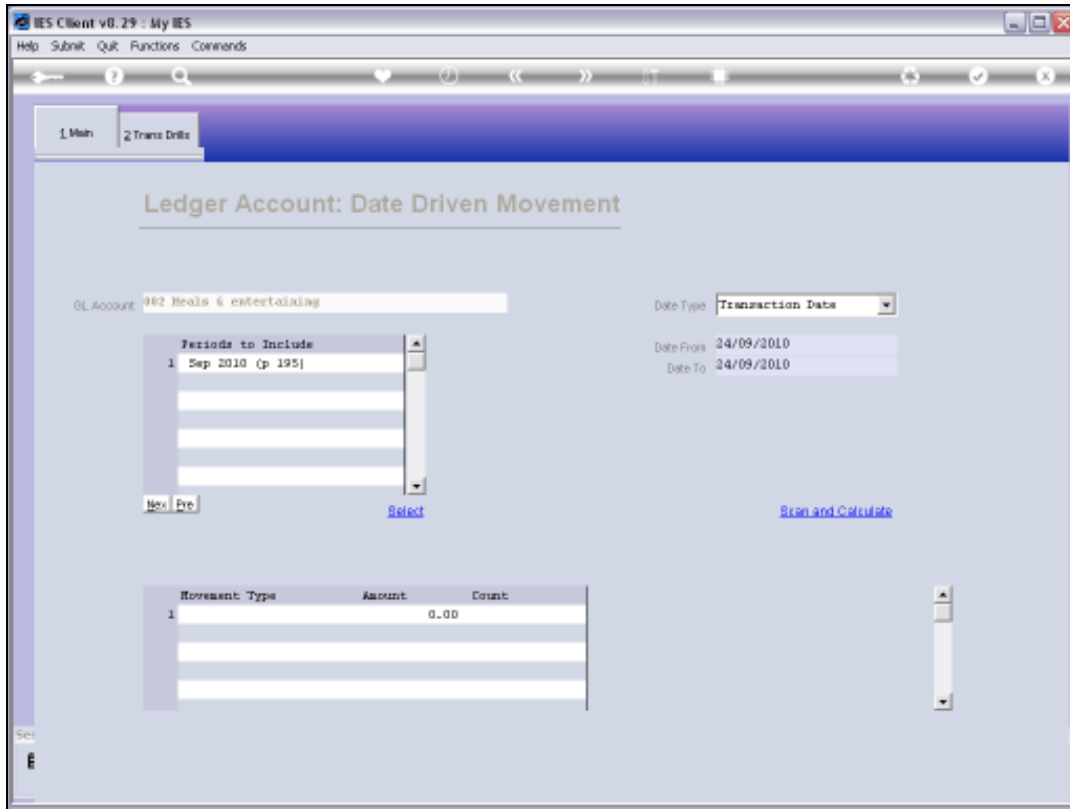 IES Client v8.29 : My IES
Help Submit Quit Functions Commands
1 Main
2 Trans Drills
Ledger Account: Date Driven Movement
GL Account 002 Meals & entertaining
Date Type Transaction Date
Periods to Include
1 Sep 2010 (p 195)
Date From 24/09/2010
Date To 24/09/2010
Nex Pre
Select
Scan and Calculate
Movement Type Amount Count
1 0.00